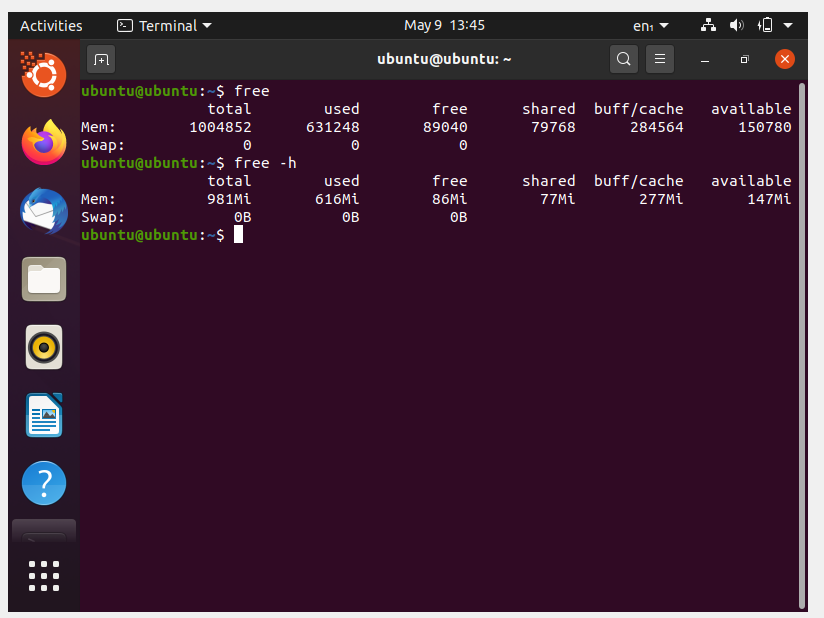 Activities Terminal May 9 13:45 en₁
ubuntu@ubuntu: ~
ubuntu@ubuntu:~$ free
total used free shared buff/cache available
Mem: 1004852 631248 89040 79768 284564 150780
Swap: 0 0 0
ubuntu@ubuntu:~$ free -h
total used free shared buff/cache available
Mem: 981Mi 616Mi 86Mi 77Mi 277Mi 147Mi
Swap: 0B 0B 0B
ubuntu@ubuntu:~$